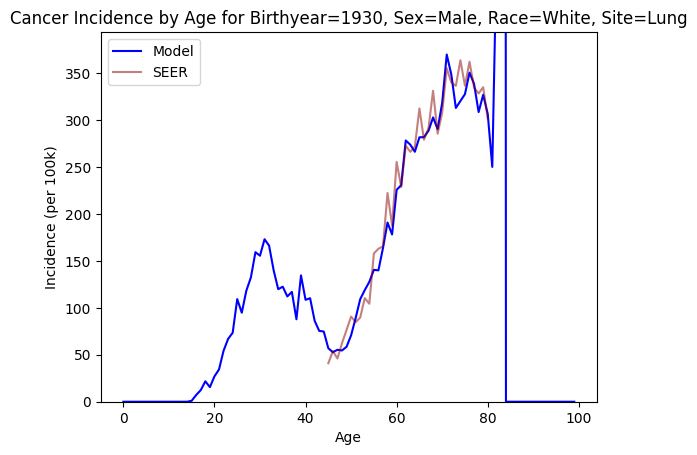 Cancer Incidence by Age for Birthyear=1930, Sex=Male, Race=White, Site=Lung
Model
SEER
350
300
250
200
150
100
50
0
Incidence (per 100k)
0 20 40 60 80 100
Age